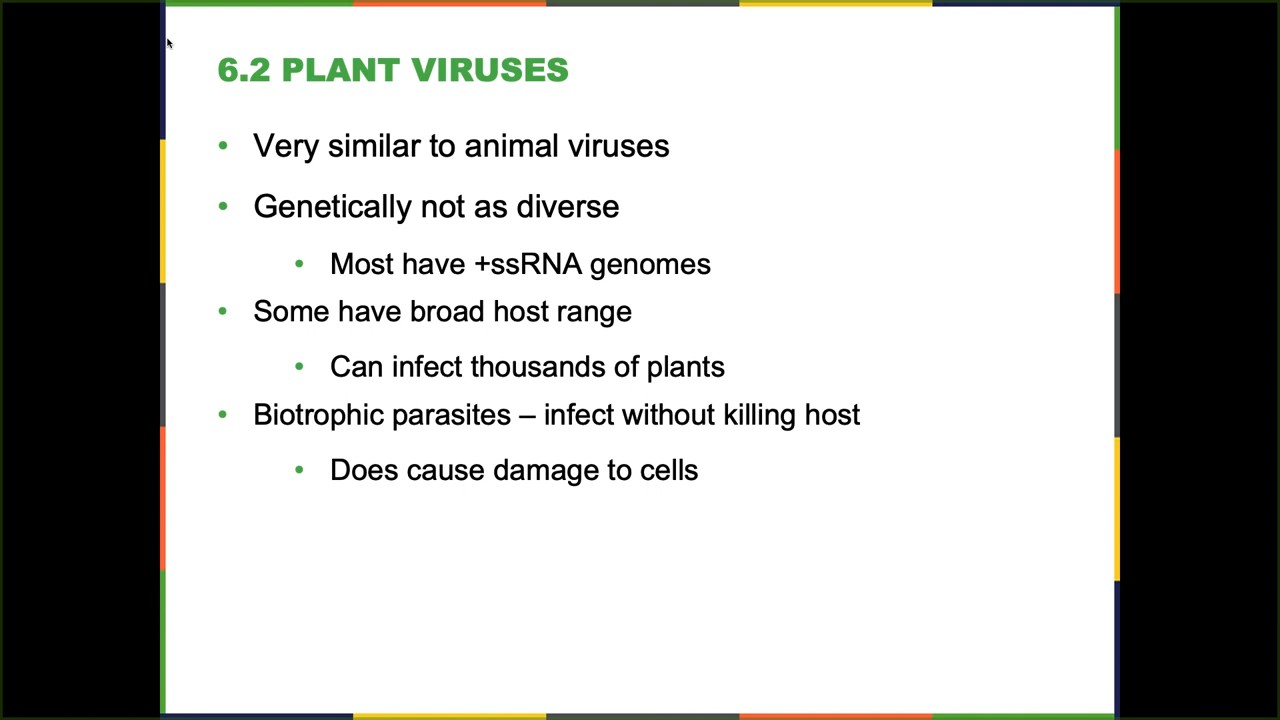 6.2 PLANT VIRUSES
• Very similar to animal viruses
• Genetically not as diverse
• Most have +ssRNA genomes
• Some have broad host range
• Can infect thousands of plants
• Biotrophic parasites – infect without killing host
• Does cause damage to cells